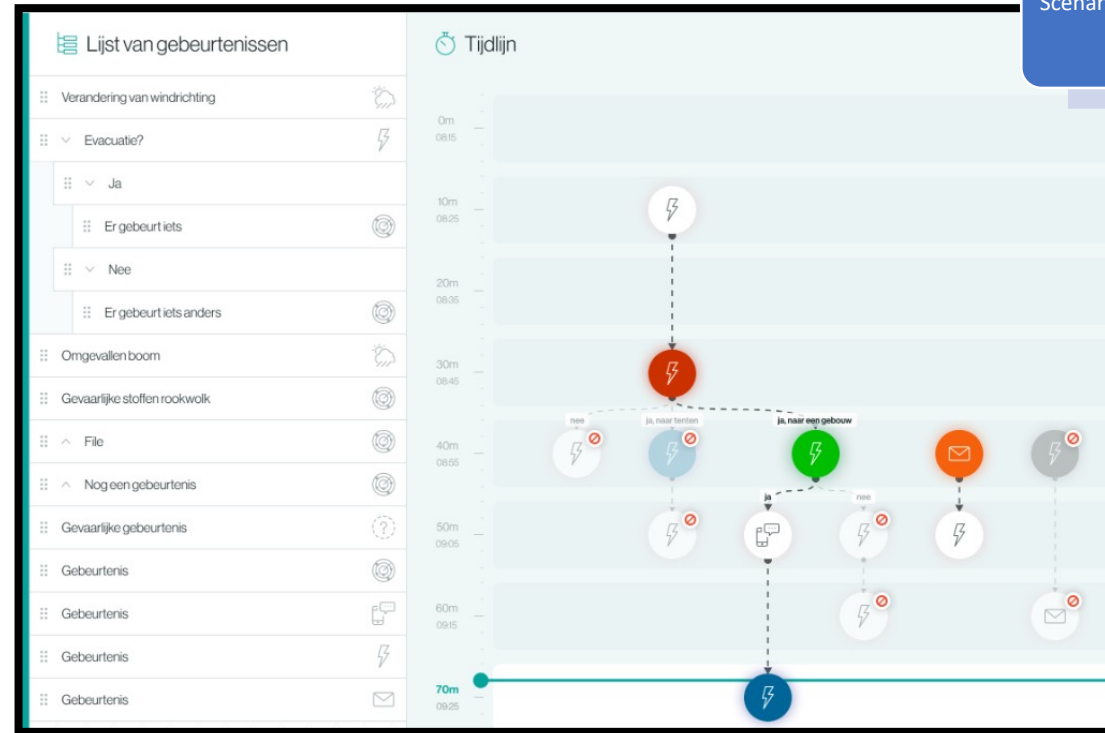 Scenar
Lijst van gebeurtenissen
Verandering van windrichting
Evacuatie?
Ja
Er gebeurt iets
Nee
Er gebeurt iets anders
Omgevallen boom
Gevaarlijke stoffen rookwolk
File
Nog een gebeurtenis
Gevaarlijke gebeurtenis
Gebeurtenis
Gebeurtenis
Gebeurtenis
Gebeurtenis
Tijdlijn
0m
08:15
10m
08:25
20m
08:35
30m
08:45
nee
ja, naar tenten
ja, naar een gebouw
40m
08:55
ja
nee
50m
09:05
60m
09:15
70m
09:25